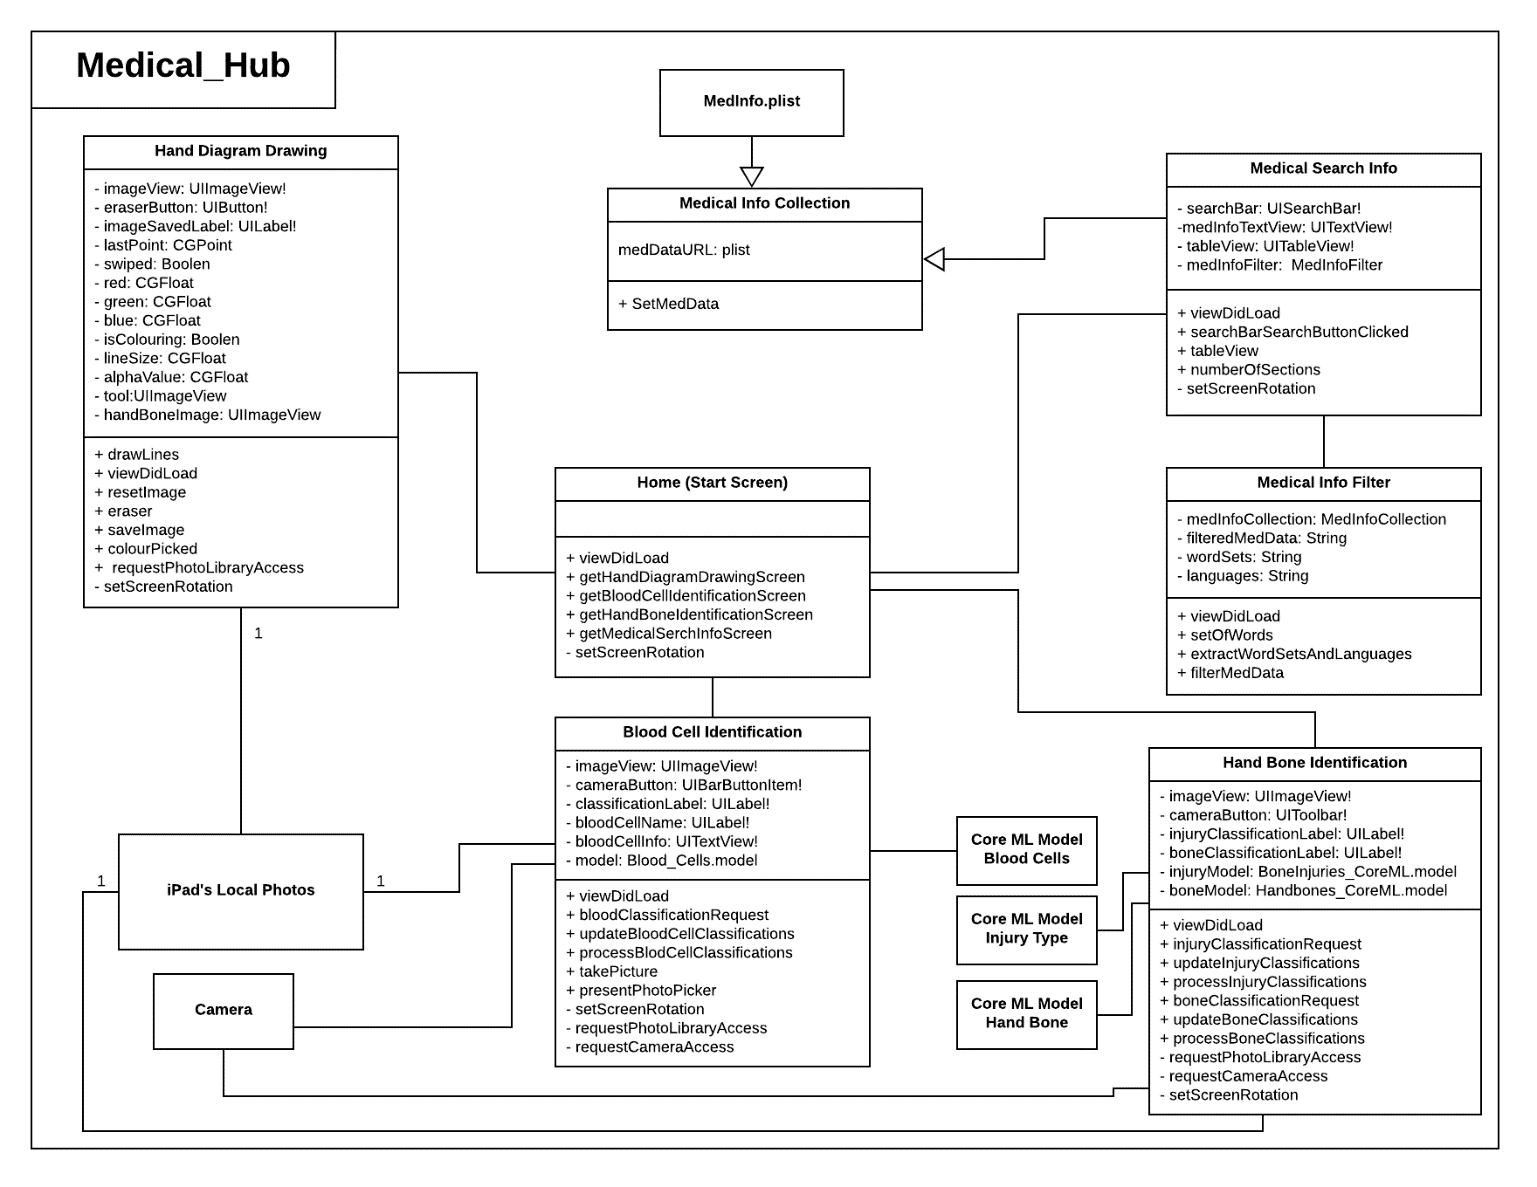 Medical_Hub
MedInfo.plist
Hand Diagram Drawing
- imageView: UIImageView!
- eraserButton: UIButton!
- imageSavedLabel: UILabel!
- lastPoint: CGPoint
- swiped: Boolen
- red: CGFloat
- green: CGFloat
- blue: CGFloat
- isColouring: Boolen
- lineSize: CGFloat
- alphaValue: CGFloat
- tool:UIImageView
- handBoneImage: UIImageView
+ drawLines
+ viewDidLoad
+ resetImage
+ eraser
+ saveImage
+ colourPicked
+ requestPhotoLibraryAccess
- setScreenRotation
Medical Info Collection
medDataURL: plist
+ SetMedData
Medical Search Info
- searchBar: UISearchBar!
-medInfoTextView: UITextView!
- tableView: UITableView!
- medInfoFilter: MedInfoFilter
+ viewDidLoad
+ searchBarSearchButtonClicked
+ tableView
+ numberOfSections
- setScreenRotation
Home (Start Screen)
+ viewDidLoad
+ getHandDiagramDrawingScreen
+ getBloodCellIdentificationScreen
+ getHandBoneIdentificationScreen
+ getMedicalSerchInfoScreen
- setScreenRotation
Medical Info Filter
- medInfoCollection: MedInfoCollection
- filteredMedData: String
- wordSets: String
- languages: String
+ viewDidLoad
+ setOfWords
+ extractWordSetsAndLanguages
+ filterMedData
1
Blood Cell Identification
- imageView: UIImageView!
- cameraButton: UIBarButtonItem!
- classificationLabel: UILabel!
- bloodCellName: UILabel!
- bloodCellInfo: UITextView!
- model: Blood_Cells.model
+ viewDidLoad
+ bloodClassificationRequest
+ updateBloodCellClassifications
+ processBlodCellClassifications
+ takePicture
+ presentPhotoPicker
- setScreenRotation
- requestPhotoLibraryAccess
- requestCameraAccess
Hand Bone Identification
- imageView: UIImageView!
- cameraButton: UIToolbar!
- injuryClassificationLabel: UILabel!
- boneClassificationLabel: UILabel!
- injuryModel: BoneInjuries_CoreML.model
- boneModel: Handbones_CoreML.model
+ viewDidLoad
+ injuryClassificationRequest
+ updateInjuryClassifications
+ processInjuryClassifications
+ boneClassificationRequest
+ updateBoneClassifications
+ processBoneClassifications
- requestPhotoLibraryAccess
- requestCameraAccess
- setScreenRotation
Core ML Model
Blood Cells
Core ML Model
Injury Type
Core ML Model
Hand Bone
1
iPad's Local Photos
1
Camera